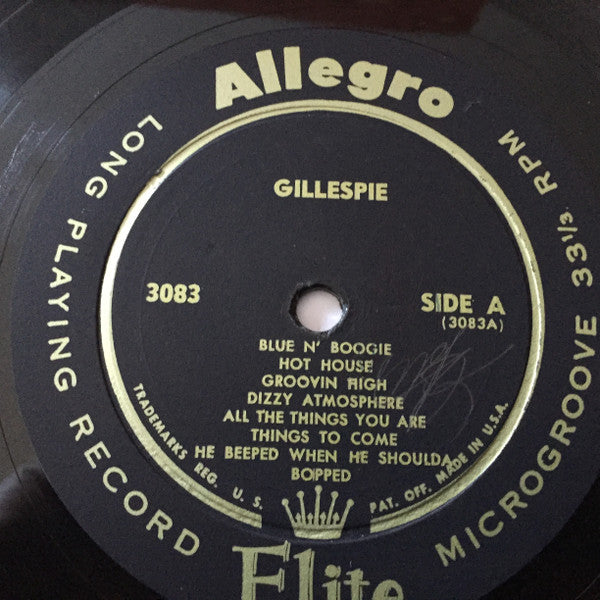 Allegro
LONG PLAYING RECORD
MICROGROOVE 33 1/3 RPM
GILLESPIE
3083
SIDE A
(3083A)
BLUE N' BOOGIE
HOT HOUSE
GROOVIN HIGH
DIZZY ATMOSPHERE
ALL THE THINGS YOU ARE
THINGS TO COME
HE BEEPED WHEN HE SHOULDA
BOPPED
TRADEMARKS REG. U. S. PAT. OFF. MADE IN U.S.A.
Elite